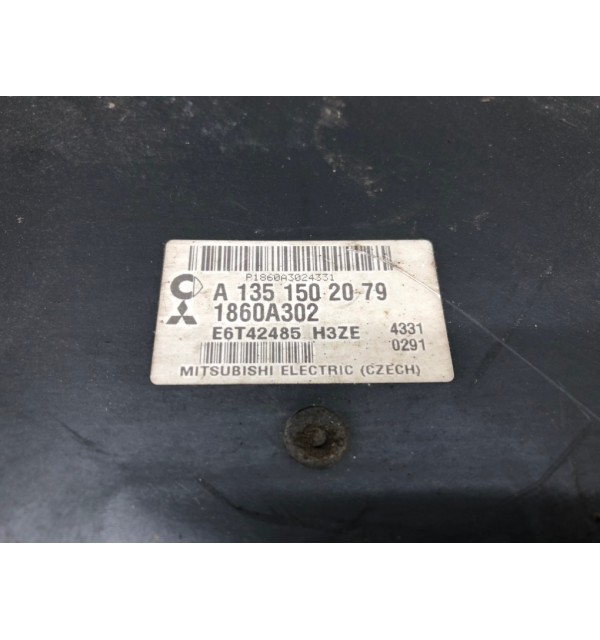 P1860A3024331
A 135 150 20 79
1860A302
E6T42485 H3ZE 4331
0291
MITSUBISHI ELECTRIC (CZECH)